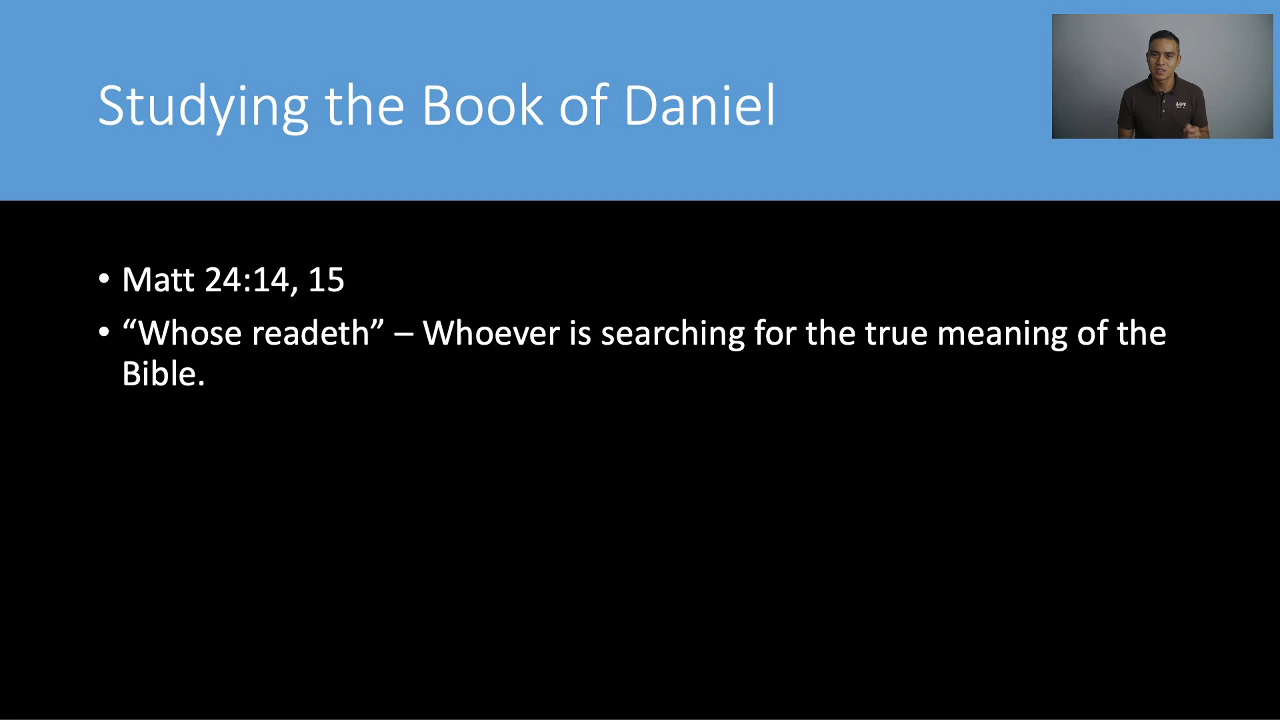 Studying the Book of Daniel
• Matt 24:14, 15
• “Whose readeth” – Whoever is searching for the true meaning of the
Bible.